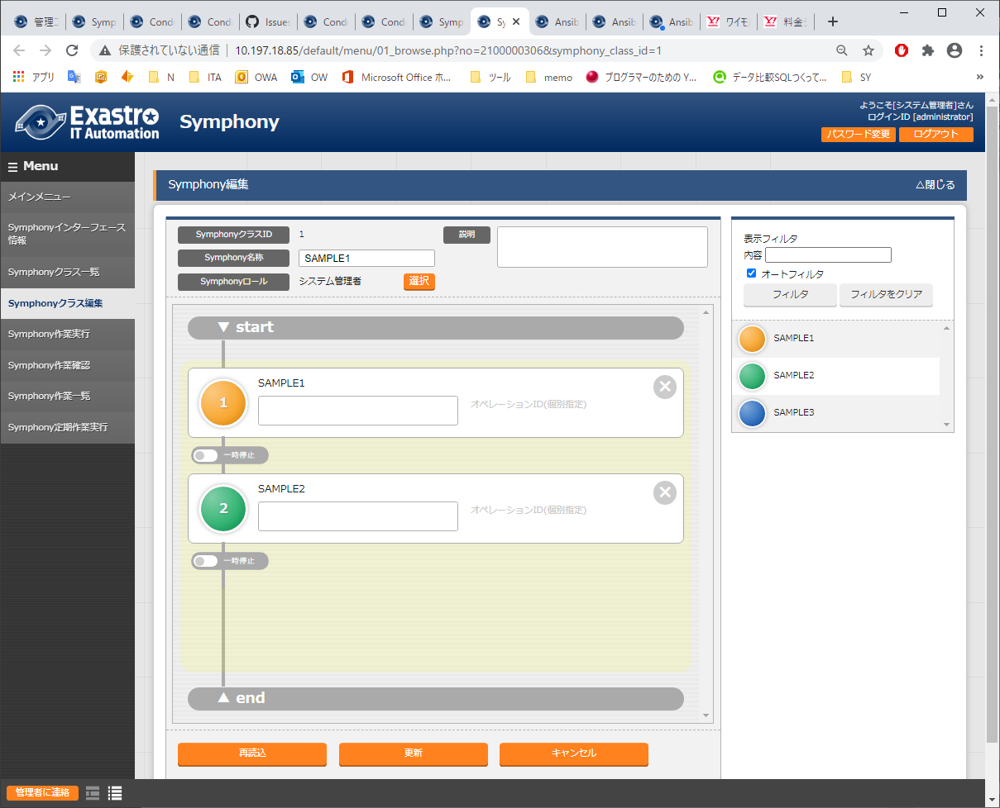 管理コ
Symp
Condu
Condu
Issues
Condu
Condu
Symp
Sy
Ansib
Ansib
Ansib
ワイモ
料金シ
保護されていない通信
10.197.18.85/default/menu/01_browse.php?no=2100000306&symphony_class_id=1
アプリ
N
ITA
OWA
OW
Microsoft Office ホ...
ツール
memo
プログラマーのための Y...
データ比較SQLつくって...
SY
Exastro
IT Automation
Symphony
ようこそ[システム管理者]さん
ログインID [administrator]
パスワード変更
ログアウト
Menu
メインメニュー
Symphonyインターフェース
情報
Symphonyクラス一覧
Symphonyクラス編集
Symphony作業実行
Symphony作業確認
Symphony作業一覧
Symphony定期作業実行
Symphony編集
△閉じる
SymphonyクラスID
1
説明
Symphony名称
SAMPLE1
Symphonyロール
システム管理者
選択
▼ start
1
SAMPLE1
オペレーションID(個別指定)
一時停止
2
SAMPLE2
オペレーションID(個別指定)
一時停止
▲ end
再読込
更新
キャンセル
表示フィルタ
内容
オートフィルタ
フィルタ
フィルタをクリア
SAMPLE1
SAMPLE2
SAMPLE3
管理者に連絡